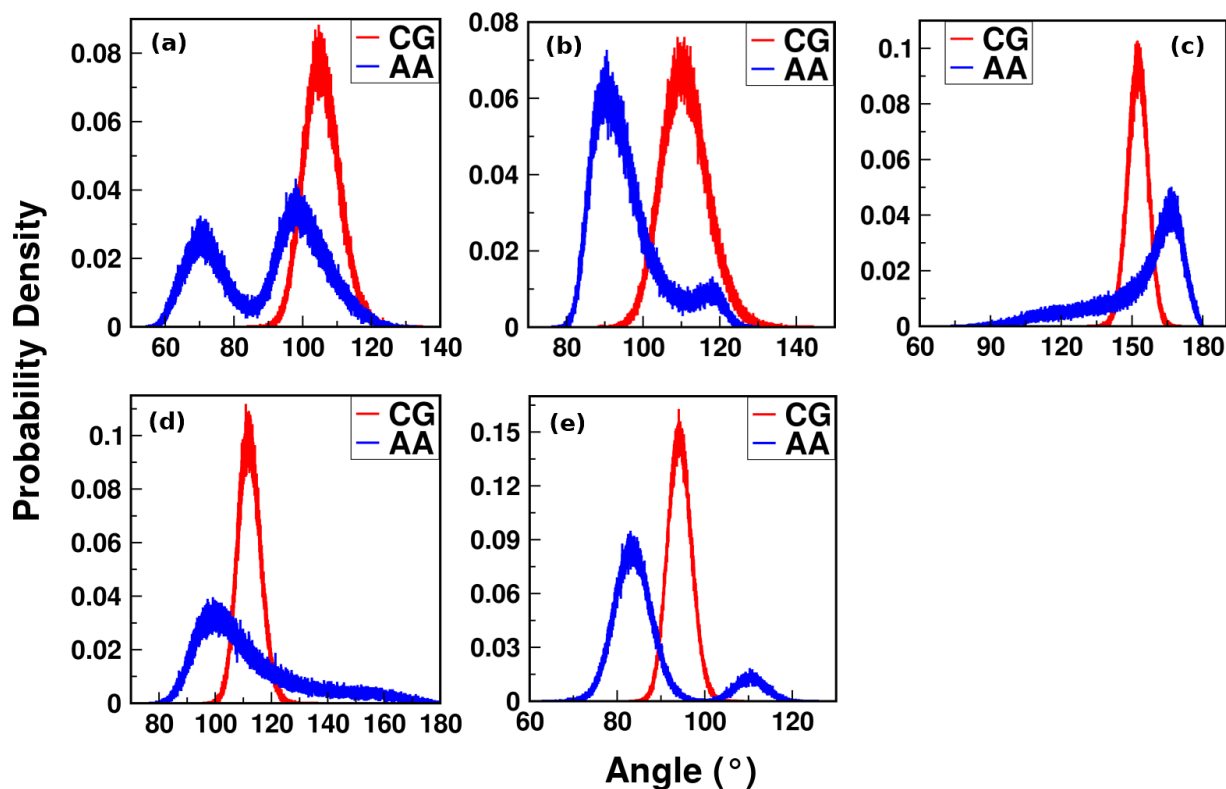 Probability Density
(a)
CG
AA
0.08
0.06
0.04
0.02
0
60 80 100 120 140
(b)
CG
AA
0.08
0.06
0.04
0.02
0
80 100 120 140
(c)
CG
AA
0.1
0.08
0.06
0.04
0.02
0
60 90 120 150 180
(d)
CG
AA
0.1
0.08
0.06
0.04
0.02
0
80 100 120 140 160 180
(e)
CG
AA
0.15
0.12
0.09
0.06
0.03
0
60 80 100 120
Angle (°)